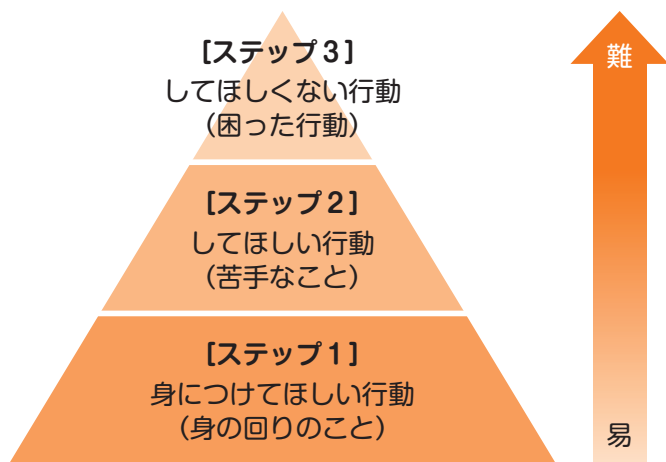 [ステップ3]
してほしくない行動
（困った行動）
難
[ステップ2]
してほしい行動
（苦手なこと）
[ステップ1]
身につけてほしい行動
（身の回りのこと）
易